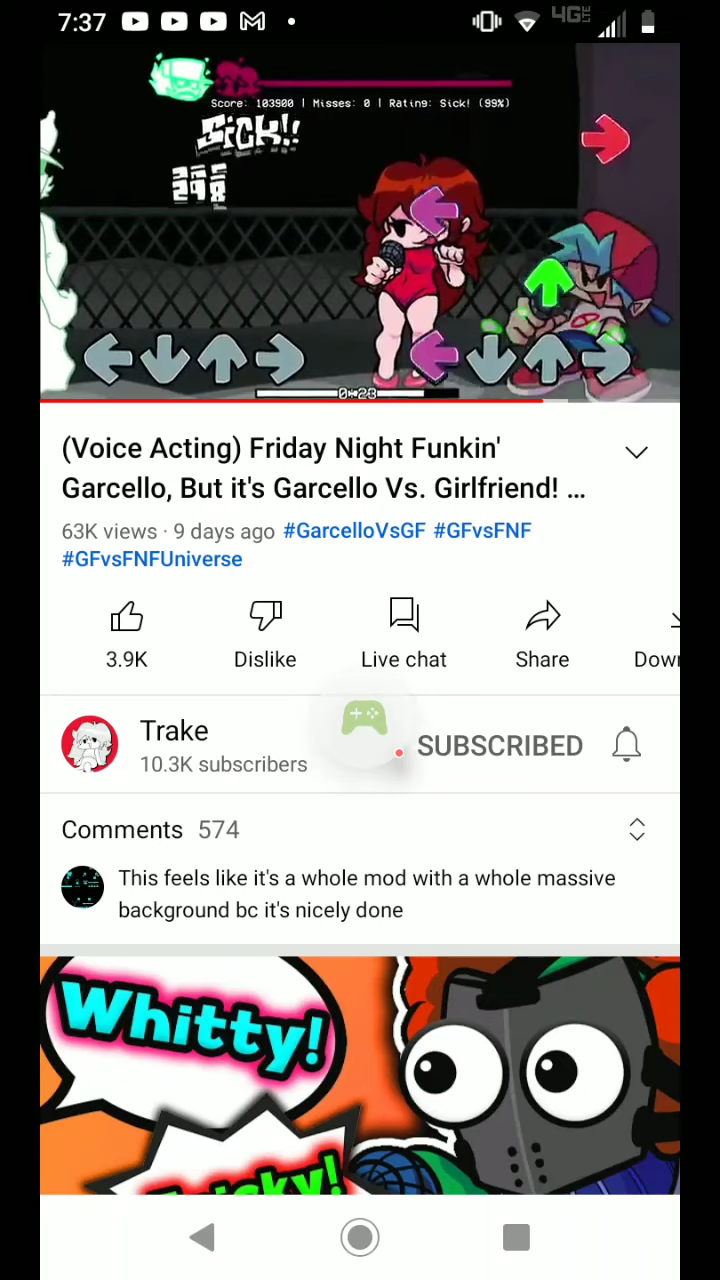 7:37
4G LTE
Score: 103900 | Misses: 0 | Rating: Sick! (99%)
SICK!!
298
0:23
(Voice Acting) Friday Night Funkin'
Garcello, But it's Garcello Vs. Girlfriend! ...
63K views · 9 days ago #GarcelloVsGF #GFvsFNF
#GFvsFNFUniverse
3.9K Dislike Live chat Share Down
Trake
10.3K subscribers
SUBSCRIBED
Comments 574
This feels like it's a whole mod with a whole massive
background bc it's nicely done
Whitty!
Tricky!